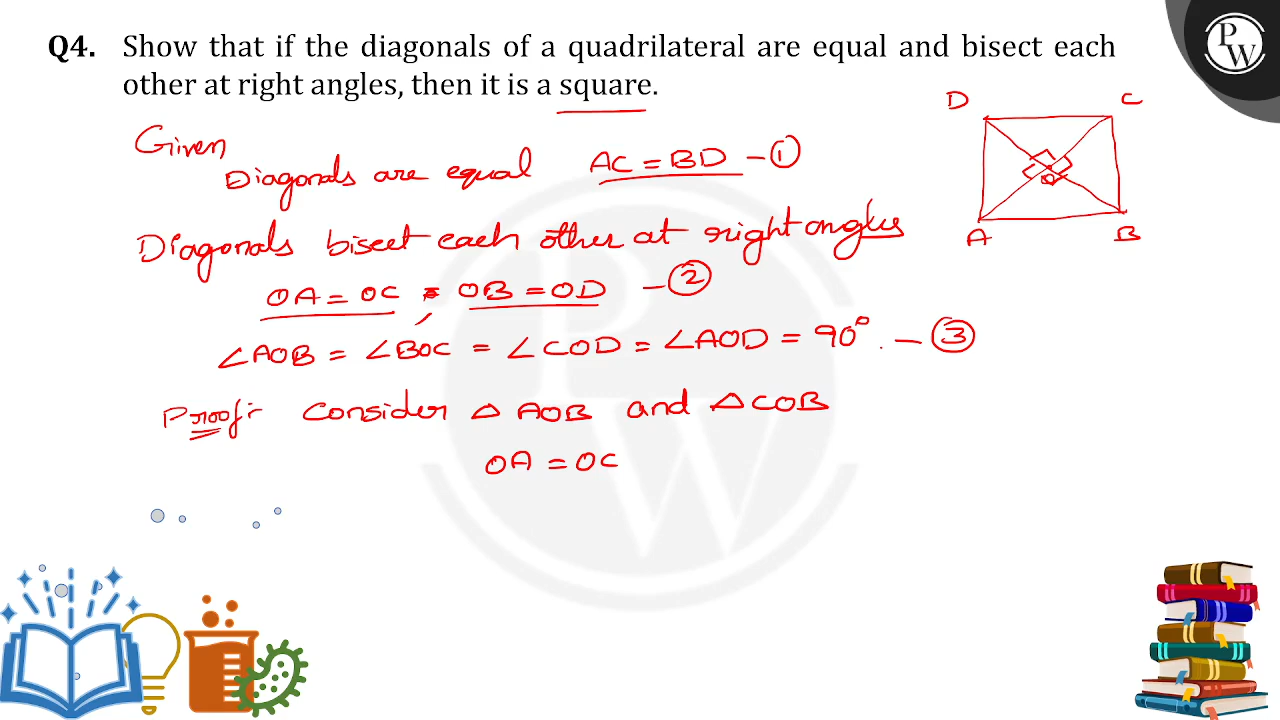 Q4. Show that if the diagonals of a quadrilateral are equal and bisect each
other at right angles, then it is a square.
PW
D C
A B
O
Given
Diagonals are equal AC = BD - ①
Diagonals bisect each other at right angles
OA = OC , OB = OD - ②
∠AOB = ∠BOC = ∠COD = ∠AOD = 90° . - ③
Proof:- Consider △ AOB and △ COB
OA = OC